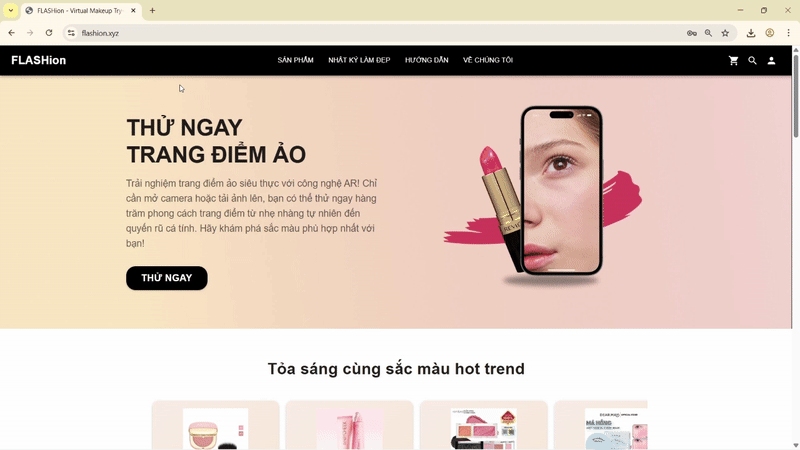 FLASHion - Virtual Makeup Try
flashion.xyz
FLASHion
SẢN PHẨM
NHẬT KÝ LÀM ĐẸP
HƯỚNG DẪN
VỀ CHÚNG TÔI
THỬ NGAY
TRANG ĐIỂM ẢO
Trải nghiệm trang điểm ảo siêu thực với công nghệ AR! Chỉ
cần mở camera hoặc tải ảnh lên, bạn có thể thử ngay hàng
trăm phong cách trang điểm từ nhẹ nhàng tự nhiên đến
quyến rũ cá tính. Hãy khám phá sắc màu phù hợp nhất với
bạn!
THỬ NGAY
Tỏa sáng cùng sắc màu hot trend
MÁ HỒNG